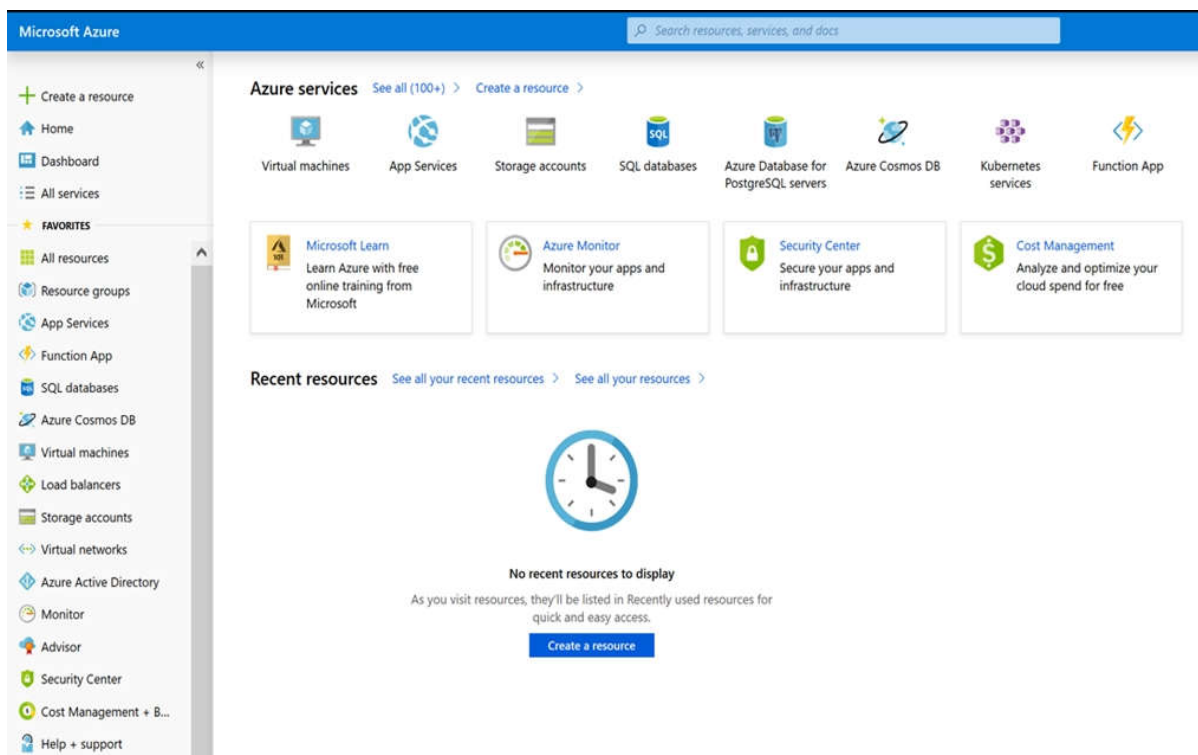 Microsoft Azure
Search resources, services, and docs
Create a resource
Home
Dashboard
All services
FAVORITES
All resources
Resource groups
App Services
Function App
SQL databases
Azure Cosmos DB
Virtual machines
Load balancers
Storage accounts
Virtual networks
Azure Active Directory
Monitor
Advisor
Security Center
Cost Management + B...
Help + support
Azure services See all (100+) > Create a resource >
Virtual machines
App Services
Storage accounts
SQL
SQL databases
Azure Database for
PostgreSQL servers
Azure Cosmos DB
Kubernetes
services
Function App
101
Microsoft Learn
Learn Azure with free
online training from
Microsoft
Azure Monitor
Monitor your apps and
infrastructure
Security Center
Secure your apps and
infrastructure
Cost Management
Analyze and optimize your
cloud spend for free
Recent resources See all your recent resources > See all your resources >
No recent resources to display
As you visit resources, they'll be listed in Recently used resources for
quick and easy access.
Create a resource